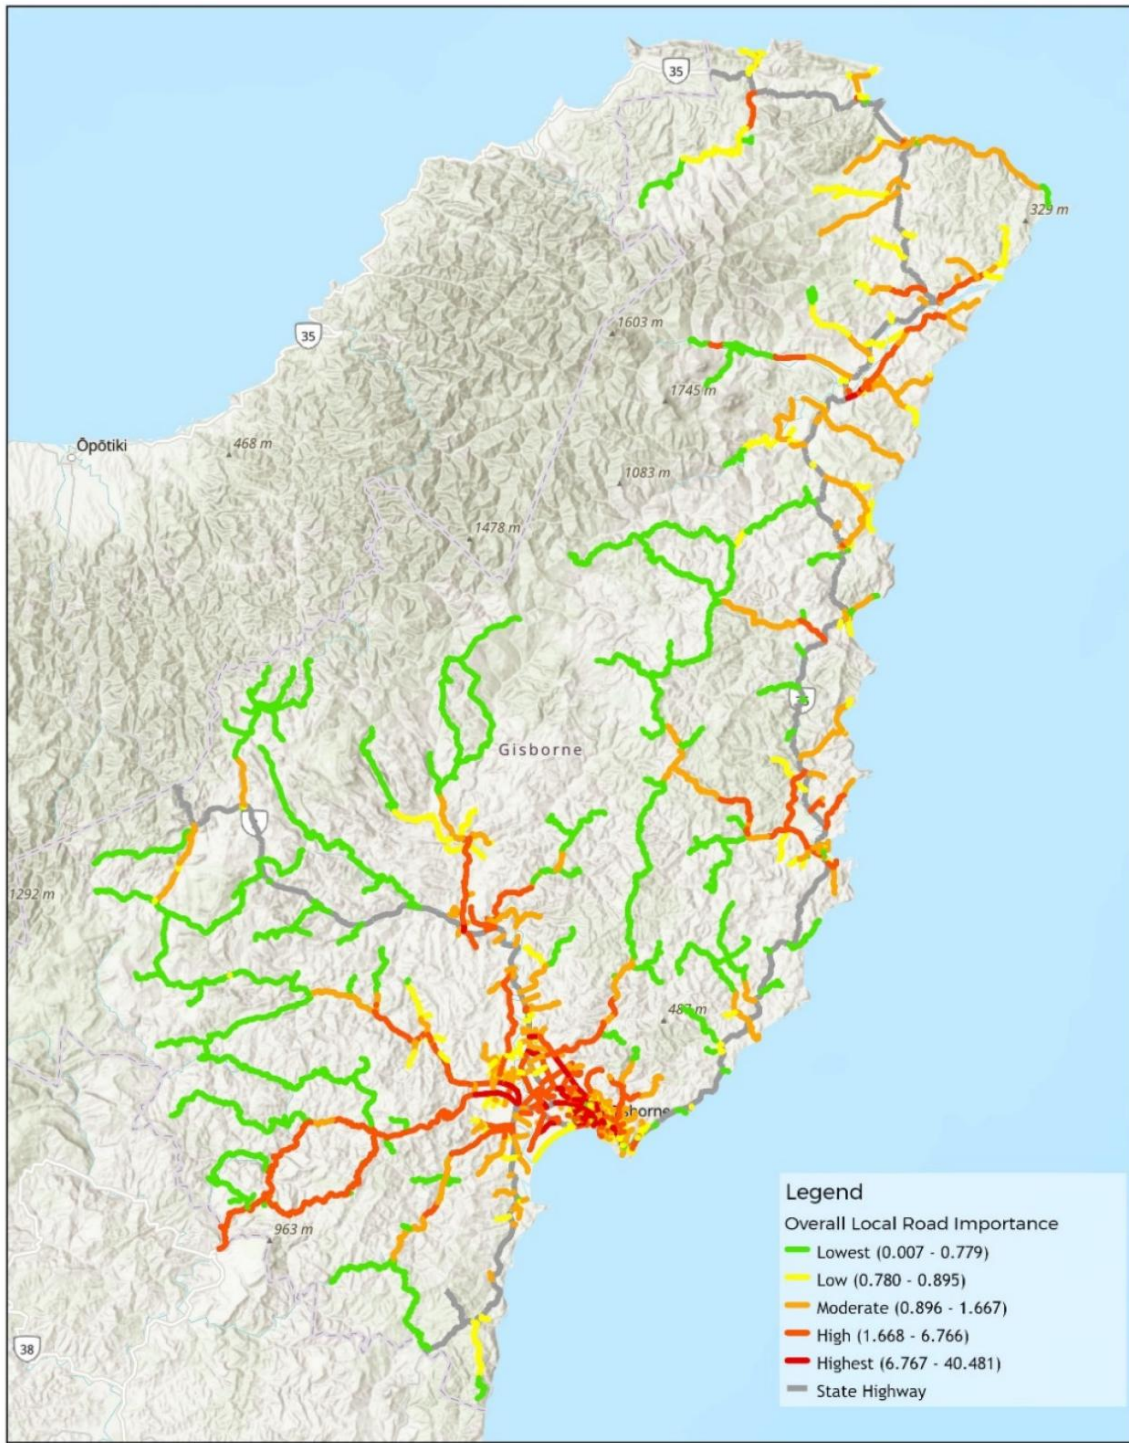 35
329 m
1603 m
35
1745 m
Ōpōtiki
468 m
1083 m
1478 m
Gisborne
1292 m
487 m
963 m
38
Legend
Overall Local Road Importance
Lowest (0.007 - 0.779)
Low (0.780 - 0.895)
Moderate (0.896 - 1.667)
High (1.668 - 6.766)
Highest (6.767 - 40.481)
State Highway